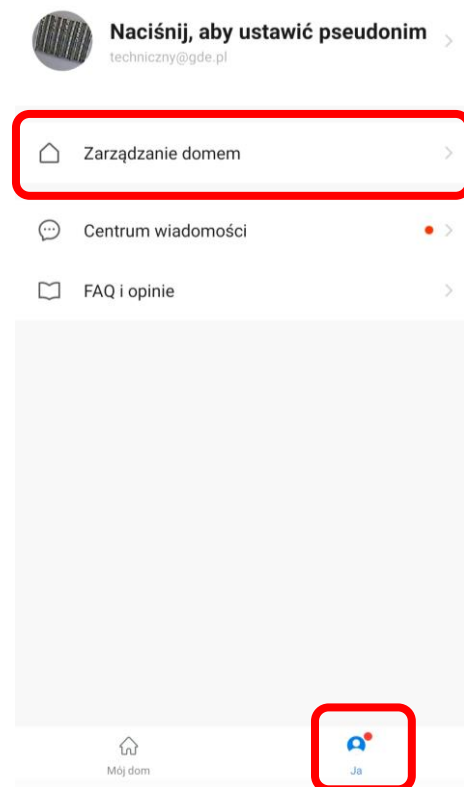 Naciśnij, aby ustawić pseudonim
techniczny@gde.pl
Zarządzanie domem
Centrum wiadomości
FAQ i opinie
Mój dom
Ja